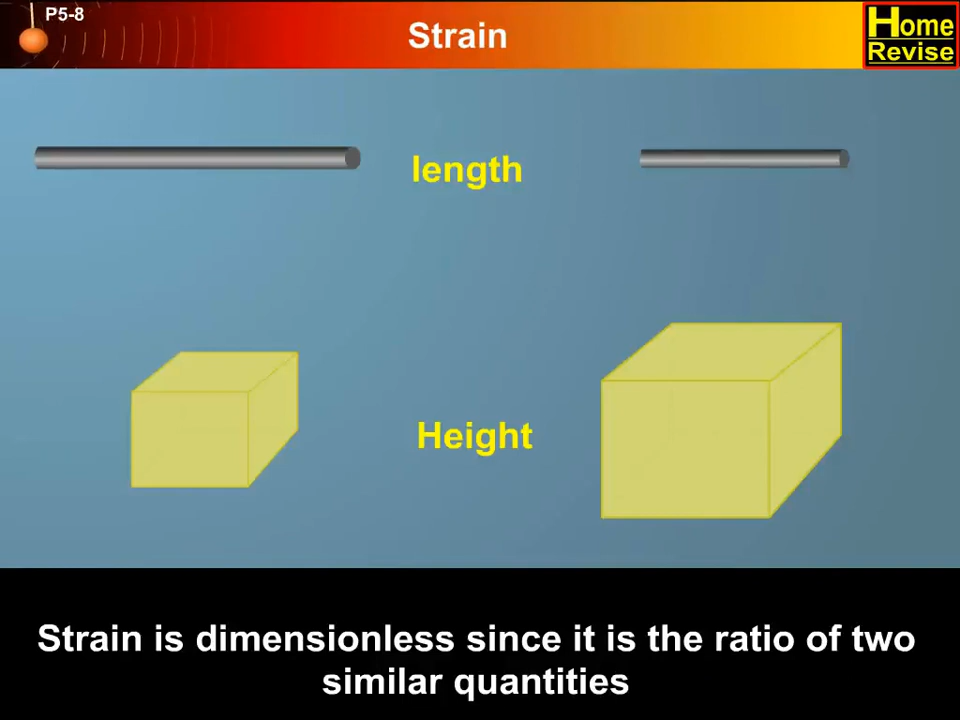 P5-8
Strain
Home
Revise
length
Height
Strain is dimensionless since it is the ratio of two
similar quantities